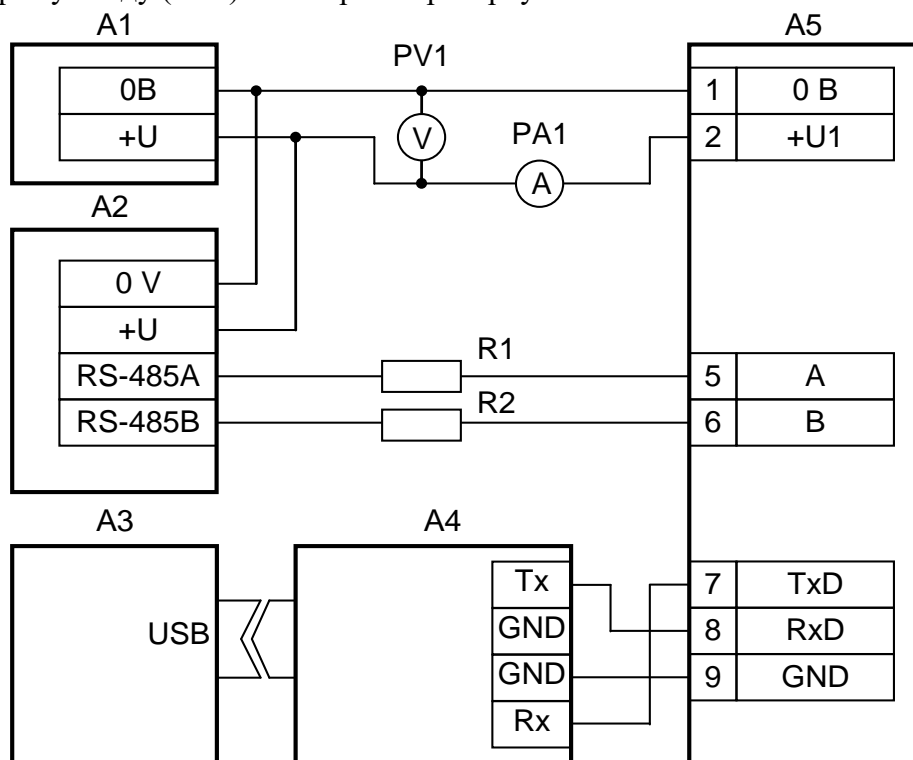 A1
A5
PV1
0В
+U
1
0 В
2
+U1
V
PA1
A
A2
0 V
+U
RS-485A
RS-485B
R1
R2
5
A
6
B
A3
A4
USB
Tx
GND
GND
Rx
7
TxD
8
RxD
9
GND